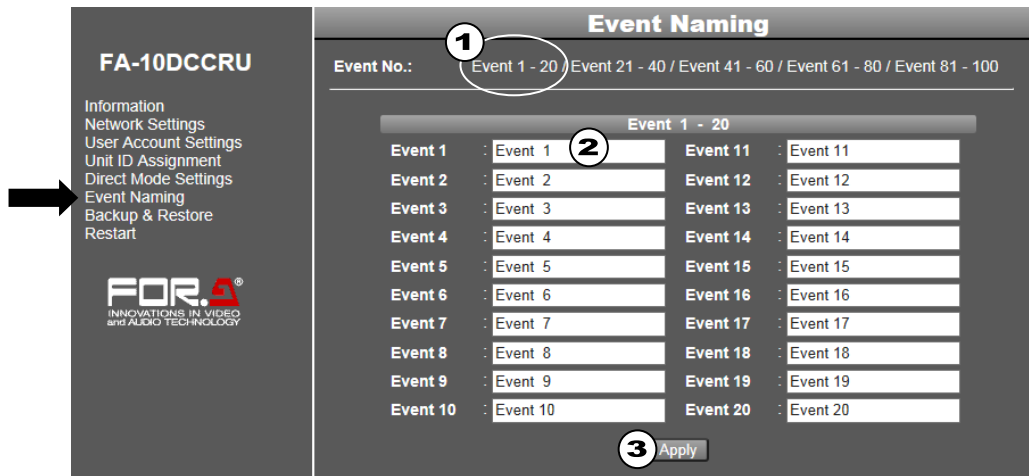 FA-10DCCRU
Information
Network Settings
User Account Settings
Unit ID Assignment
Direct Mode Settings
Event Naming
Backup & Restore
Restart
FOR.A®
INNOVATIONS IN VIDEO
and AUDIO TECHNOLOGY
Event Naming
1
Event No.: Event 1 - 20 / Event 21 - 40 / Event 41 - 60 / Event 61 - 80 / Event 81 - 100
Event 1 - 20
2
Event 1 : Event 1 Event 11 : Event 11
Event 2 : Event 2 Event 12 : Event 12
Event 3 : Event 3 Event 13 : Event 13
Event 4 : Event 4 Event 14 : Event 14
Event 5 : Event 5 Event 15 : Event 15
Event 6 : Event 6 Event 16 : Event 16
Event 7 : Event 7 Event 17 : Event 17
Event 8 : Event 8 Event 18 : Event 18
Event 9 : Event 9 Event 19 : Event 19
Event 10 : Event 10 Event 20 : Event 20
3 Apply